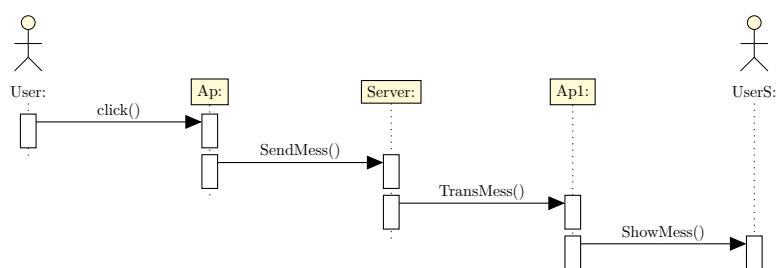 User:
Ap:
Server:
Ap1:
UserS:
click()
SendMess()
TransMess()
ShowMess()